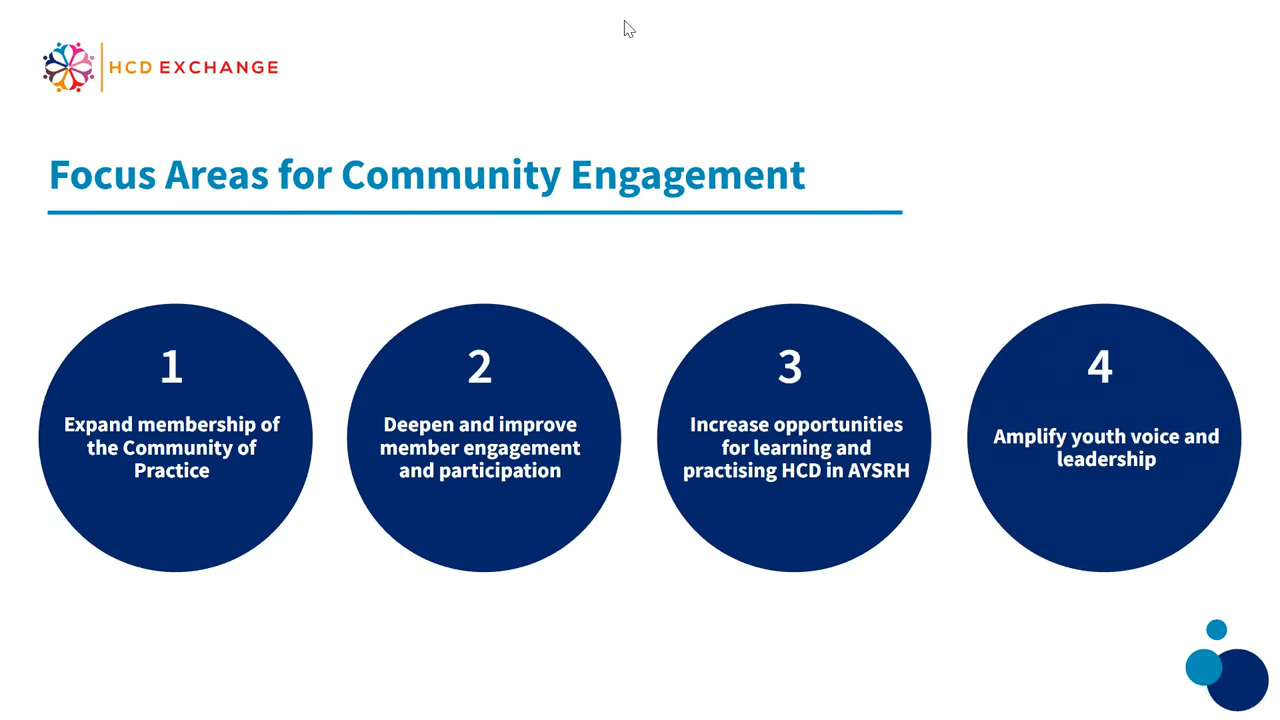 HCD EXCHANGE
Focus Areas for Community Engagement
1
Expand membership of
the Community of
Practice
2
Deepen and improve
member engagement
and participation
3
Increase opportunities
for learning and
practising HCD in AYSRH
4
Amplify youth voice and
leadership